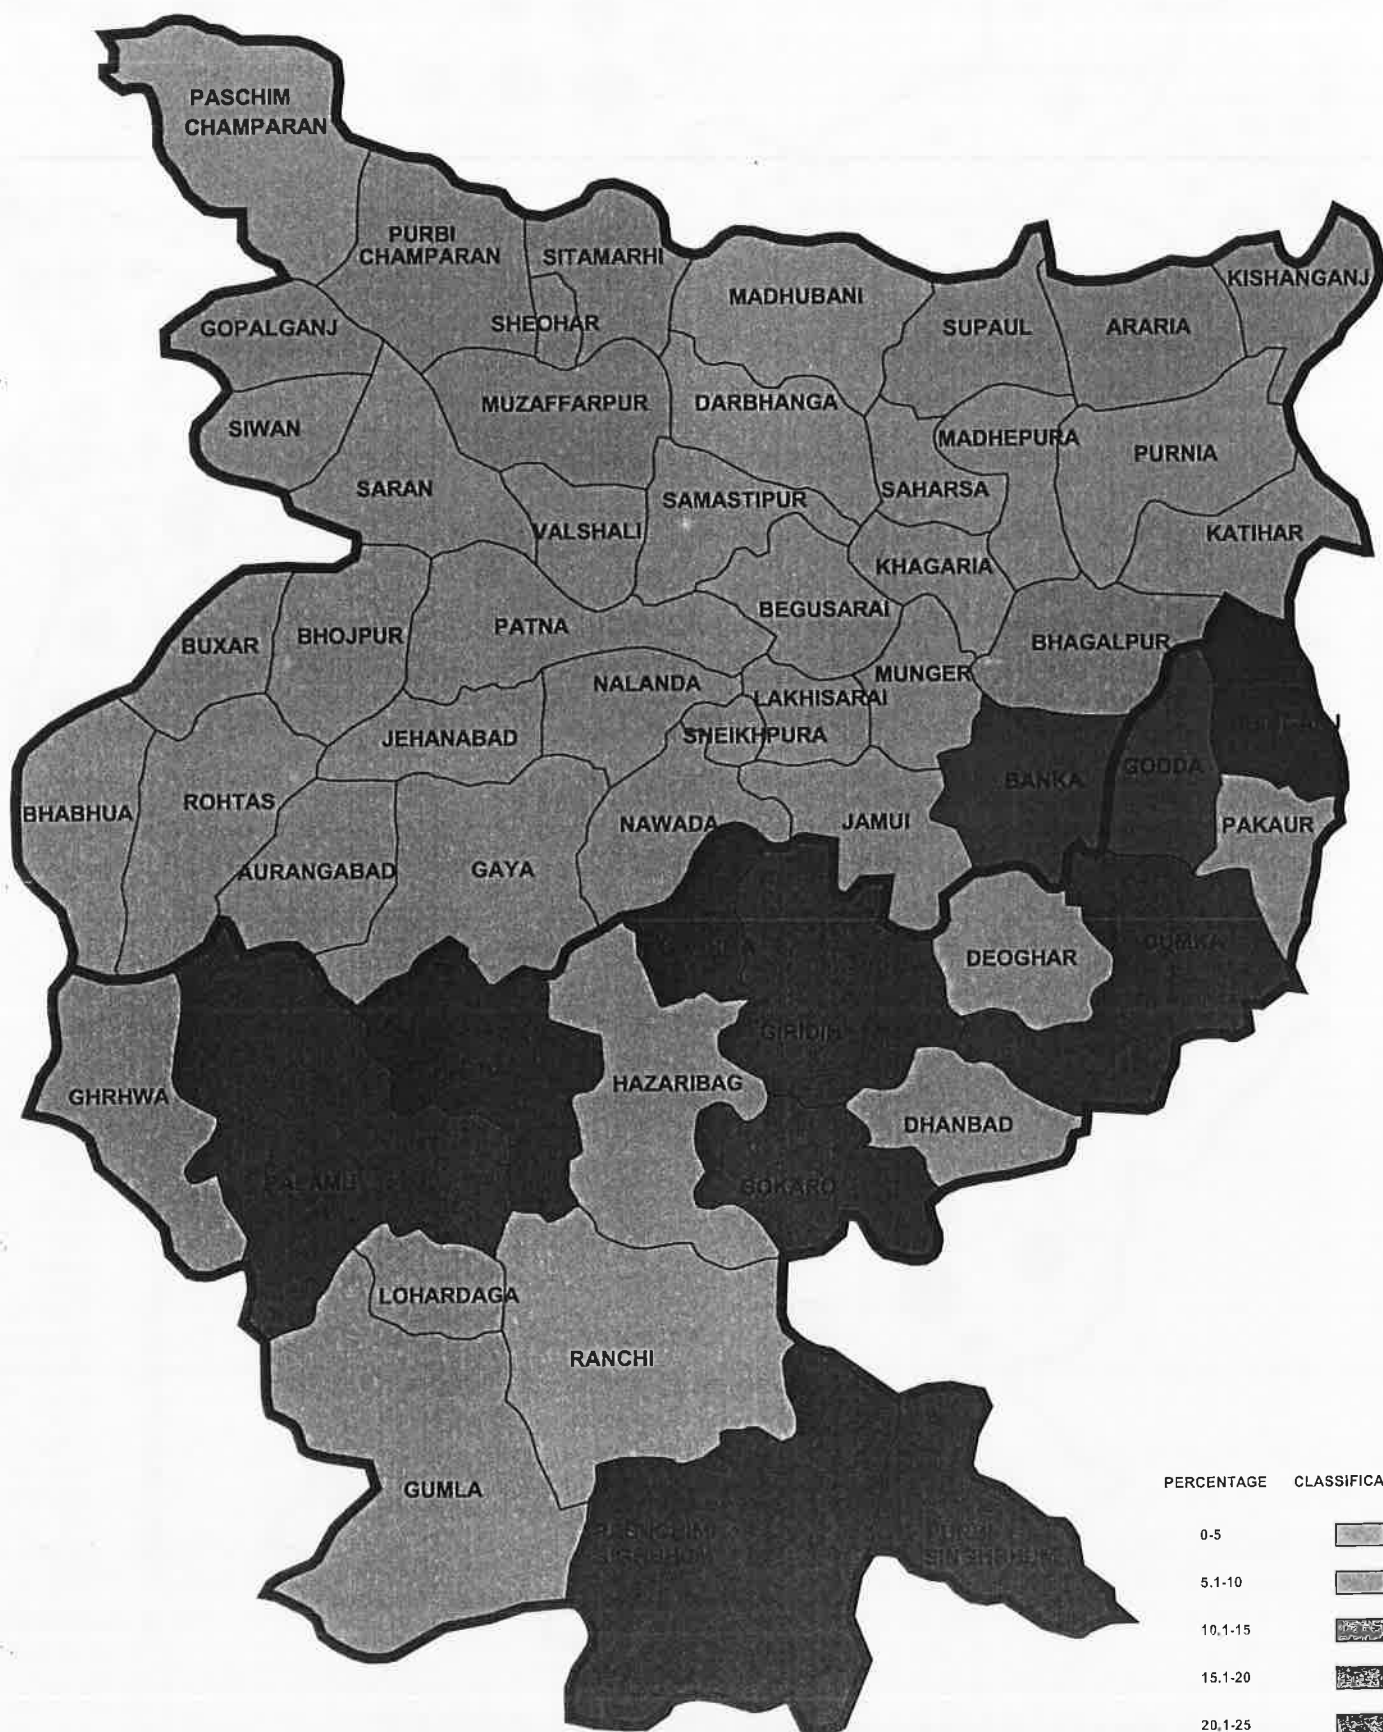 PASCHIM
CHAMPARAN
PURBI
CHAMPARAN
SITAMARHI
MADHUBANI
KISHANGANJ
GOPALGANJ
SHEOHAR
SUPAUL
ARARIA
SIWAN
MUZAFFARPUR
DARBHANGA
MADHEPURA
PURNIA
SARAN
VALSHALI
SAMASTIPUR
SAHARSA
KATIHAR
KHAGARIA
BUXAR
BHOJPUR
PATNA
BEGUSARAI
BHAGALPUR
NALANDA
MUNGER
LAKHISARAI
JEHANABAD
SNEIKHPURA
BHABHUA
ROHTAS
NAWADA
JAMUI
BANKA
GODDA
PAKAUR
AURANGABAD
GAYA
DEOGHAR
DUMKA
GIRIDIH
GHRHWA
HAZARIBAG
DHANBAD
PALAMU
BOKARO
LOHARDAGA
RANCHI
GUMLA
PURBI
SINGHBHUM
PERCENTAGE CLASSIFICA
0-5
5.1-10
10.1-15
15.1-20
20.1-25